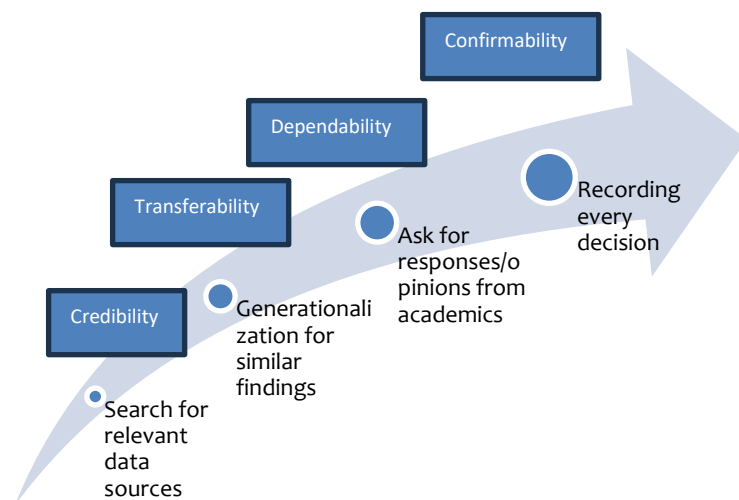 Confirmability
Dependability
Transferability
Credibility
Recording
every
decision
Ask for
responses/o
pinions from
academics
Generationali
zation for
similar
findings
Search for
relevant
data
sources